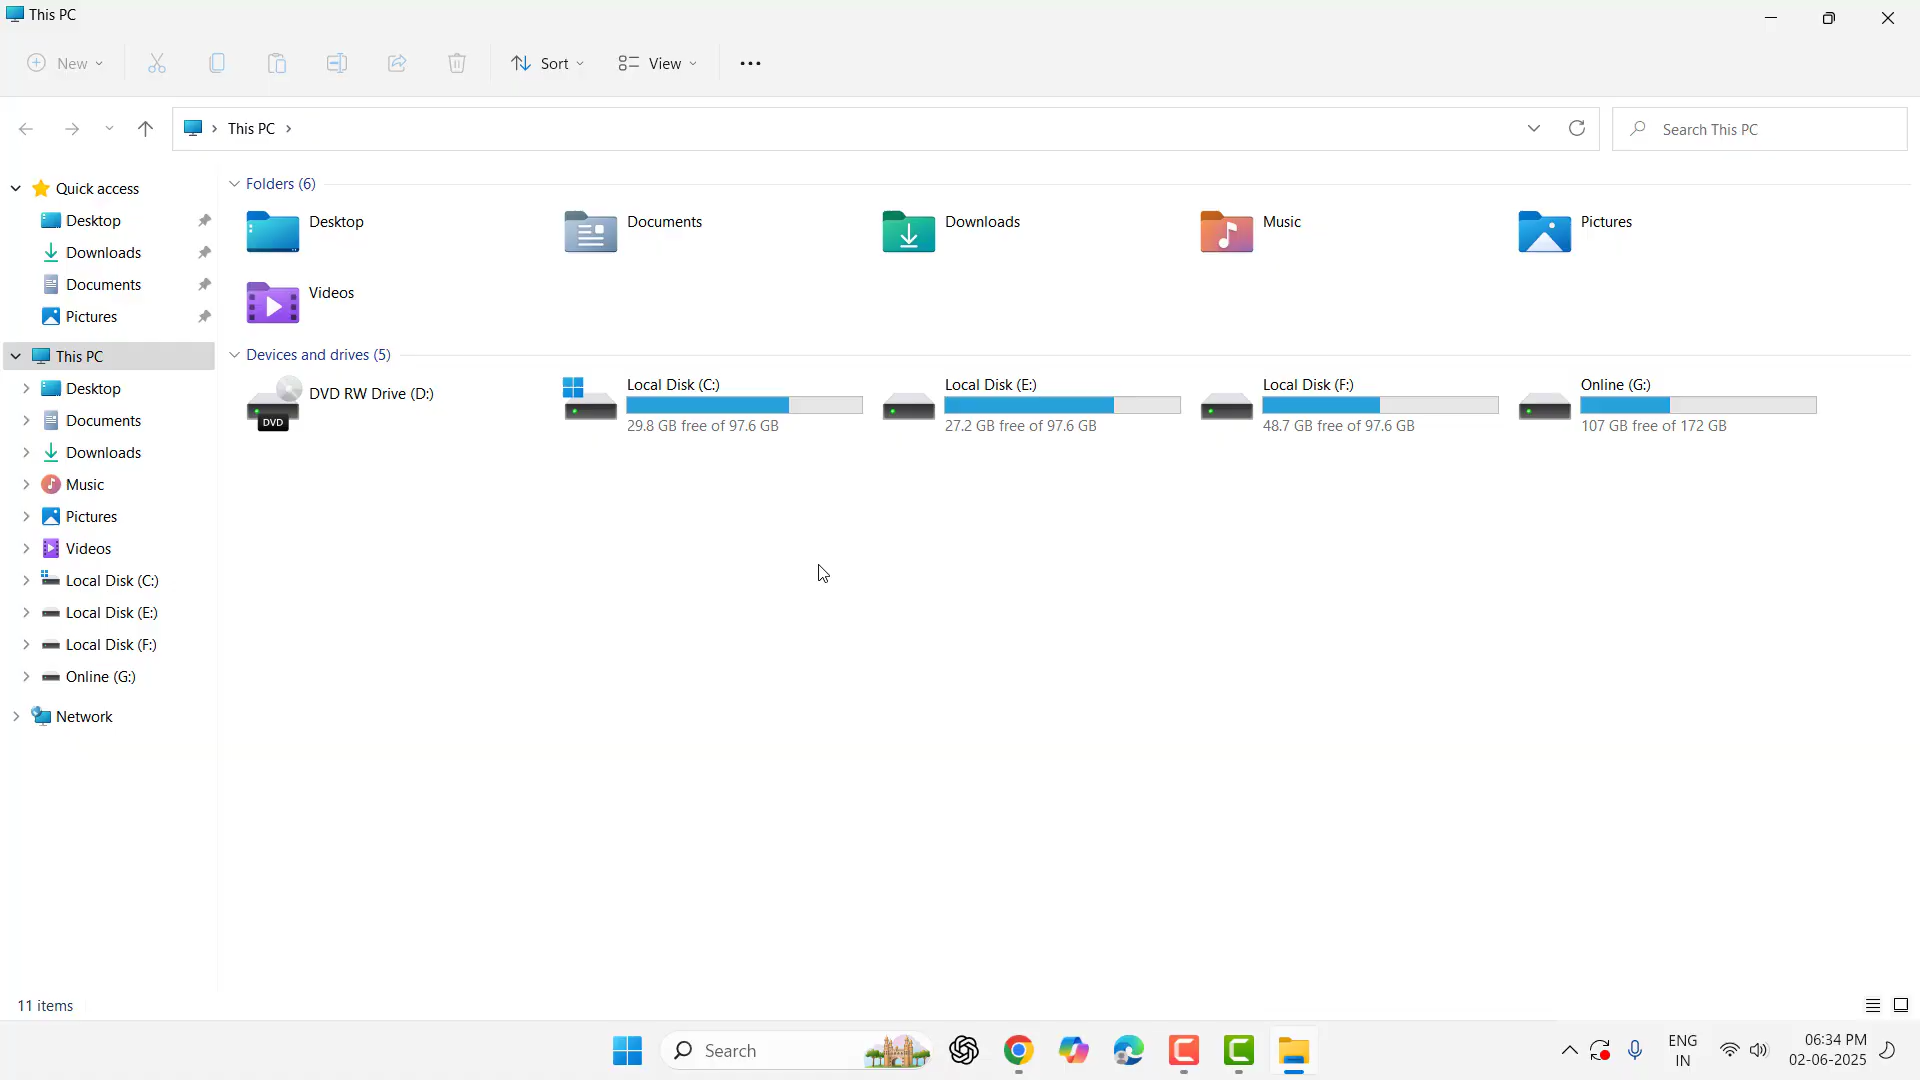 This PC
New
Sort
View
This PC
Search This PC
Quick access
Desktop
Downloads
Documents
Pictures
This PC
Desktop
Documents
Downloads
Music
Pictures
Videos
Local Disk (C:)
Local Disk (E:)
Local Disk (F:)
Online (G:)
Network
Folders (6)
Desktop
Documents
Downloads
Music
Pictures
Videos
Devices and drives (5)
DVD RW Drive (D:)
DVD
Local Disk (C:)
29.8 GB free of 97.6 GB
Local Disk (E:)
27.2 GB free of 97.6 GB
Local Disk (F:)
48.7 GB free of 97.6 GB
Online (G:)
107 GB free of 172 GB
11 items
Search
ENG
IN
06:34 PM
02-06-2025